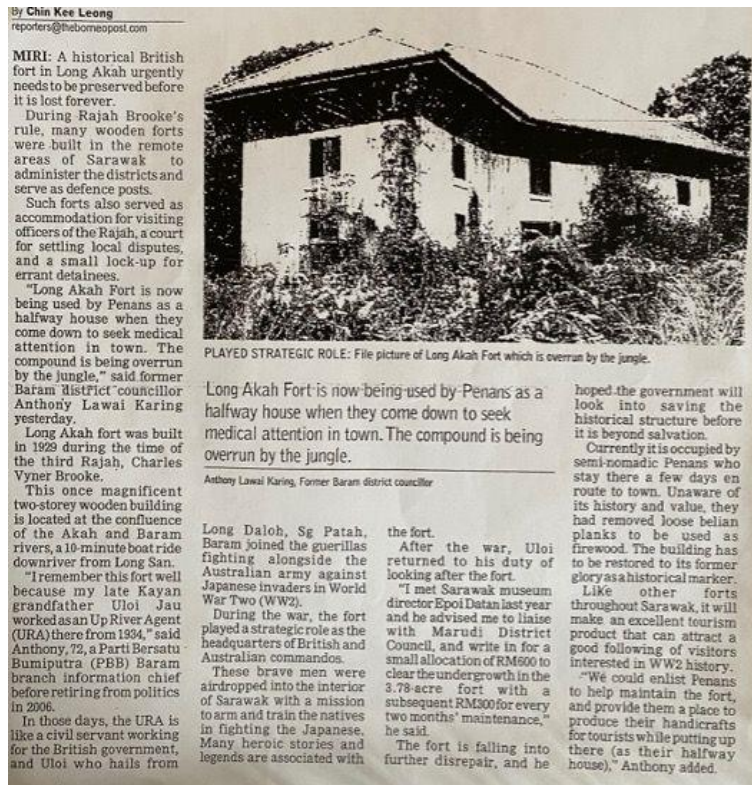 By Chin Kee Leong
reporters@theborneopost.com
MIRI: A historical British
fort in Long Akah urgently
needs to be preserved before
it is lost forever.
During Rajah Brooke's
rule, many wooden forts
were built in the remote
areas of Sarawak to
administer the districts and
serve as defence posts.
Such forts also served as
accommodation for visiting
officers of the Rajah, a court
for settling local disputes,
and a small lock-up for
errant detainees.
"Long Akah Fort is now
being used by Penans as a
halfway house when they
come down to seek medical
attention in town. The
compound is being overrun
by the jungle," said former
Baram district councillor
Anthony Lawai Karing
yesterday.
Long Akah fort was built
in 1929 during the time of
the third Rajah, Charles
Vyner Brooke.
This once magnificent
two-storey wooden building
is located at the confluence
of the Akah and Baram
rivers, a 10-minute boat ride
downriver from Long San.
"I remember this fort well
because my late Kayan
grandfather Uloi Jau
worked as an Up River Agent
(URA) there from 1934," said
Anthony, 72, a Parti Bersatu
Bumiputra (PBB) Baram
branch information chief
before retiring from politics
in 2006.
In those days, the URA is
like a civil servant working
for the British government,
and Uloi who hails from
PLAYED STRATEGIC ROLE: File picture of Long Akah Fort which is overrun by the jungle.
Long Akah Fort is now being used by Penans as a
halfway house when they come down to seek
medical attention in town. The compound is being
overrun by the jungle.
Anthony Lawai Karing, Former Baram district councillor
Long Daloh, Sg Patah,
Baram joined the guerillas
fighting alongside the
Australian army against
Japanese invaders in World
War Two (WW2).
During the war, the fort
played a strategic role as the
headquarters of British and
Australian commandos.
These brave men were
airdropped into the interior
of Sarawak with a mission
to arm and train the natives
in fighting the Japanese.
Many heroic stories and
legends are associated with
the fort.
After the war, Uloi
returned to his duty of
looking after the fort.
"I met Sarawak museum
director Epoi Datan last year
and he advised me to liaise
with Marudi District
Council, and write in for a
small allocation of RM600 to
clear the undergrowth in the
3.78-acre fort with a
subsequent RM300 for every
two months' maintenance,"
he said.
The fort is falling into
further disrepair, and he
hoped the government will
look into saving the
historical structure before
it is beyond salvation.
Currently it is occupied by
semi-nomadic Penans who
stay there a few days en
route to town. Unaware of
its history and value, they
had removed loose belian
planks to be used as
firewood. The building has
to be restored to its former
glory as a historical marker.
Like other forts
throughout Sarawak, it will
make an excellent tourism
product that can attract a
good following of visitors
interested in WW2 history.
"We could enlist Penans
to help maintain the fort,
and provide them a place to
produce their handicrafts
for tourists while putting up
there (as their halfway
house)," Anthony added.